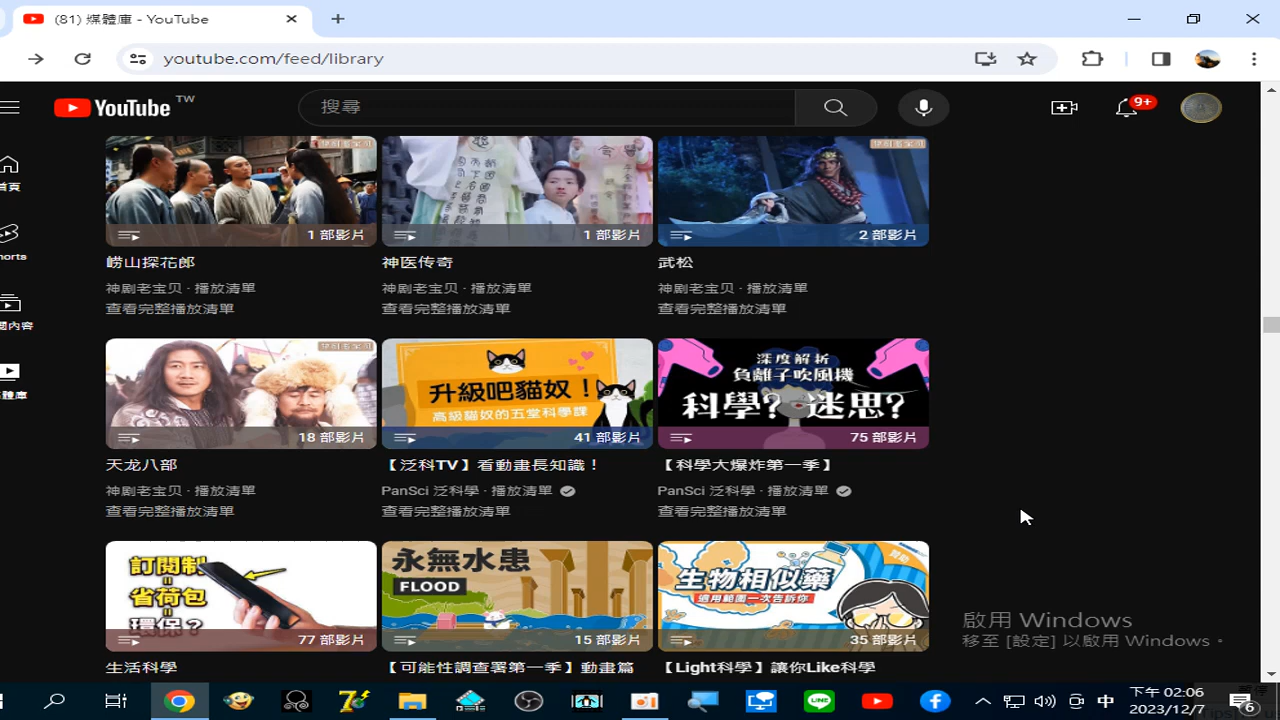 (81) 媒體庫 - YouTube
youtube.com/feed/library
YouTube TW
搜尋
9+
首頁
horts
閱內容
體庫
1 部影片
1 部影片
2 部影片
崂山探花郎
神医传奇
武松
神剧老宝贝 · 播放清單
神剧老宝贝 · 播放清單
神剧老宝贝 · 播放清單
查看完整播放清單
查看完整播放清單
查看完整播放清單
升級吧貓奴！
高級貓奴的五堂科學課
深度解析
負離子吹風機
科學? 迷思?
18 部影片
41 部影片
75 部影片
天龙八部
【泛科TV】看動畫長知識！
【科學大爆炸第一季】
神剧老宝贝 · 播放清單
PanSci 泛科學 · 播放清單
PanSci 泛科學 · 播放清單
查看完整播放清單
查看完整播放清單
查看完整播放清單
訂閱制
=
省荷包
=
環保？
永無水患
FLOOD
贊助
生物相似藥
適用範圍一次告訴你
77 部影片
15 部影片
35 部影片
生活科學
【可能性調查署第一季】動畫篇
【Light科學】讓你Like科學
啟用 Windows
移至 [設定] 以啟用 Windows。
中
下午 02:06
2023/12/7
6